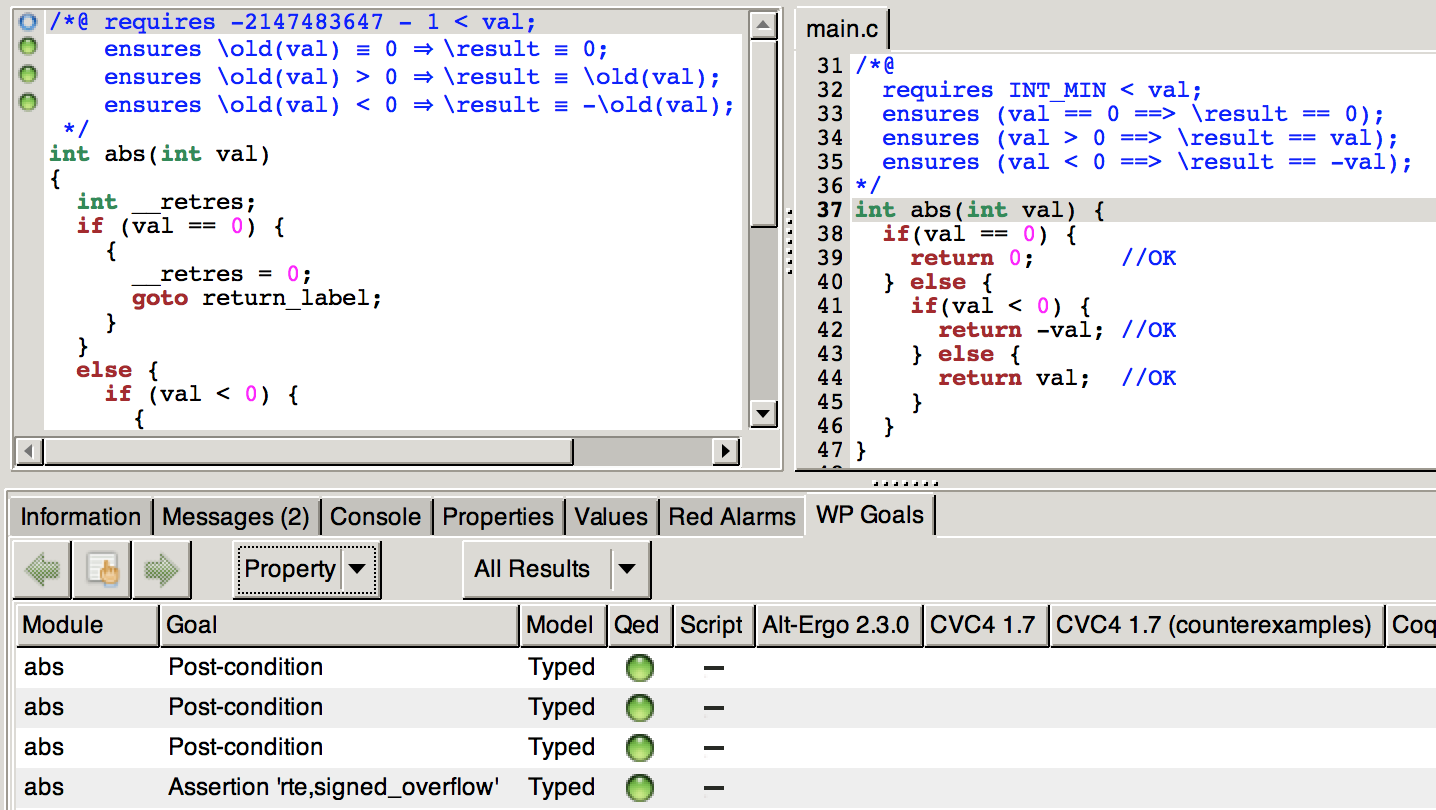 /*@ requires -2147483647 - 1 < val;
ensures \old(val) ≡ 0 ⇒ \result ≡ 0;
ensures \old(val) > 0 ⇒ \result ≡ \old(val);
ensures \old(val) < 0 ⇒ \result ≡ -\old(val);
*/
int abs(int val)
{
int __retres;
if (val == 0) {
{
__retres = 0;
goto return_label;
}
}
else {
if (val < 0) {
{
main.c
31 /*@
32 requires INT_MIN < val;
33 ensures (val == 0 ==> \result == 0);
34 ensures (val > 0 ==> \result == val);
35 ensures (val < 0 ==> \result == -val);
36 */
37 int abs(int val) {
38 if(val == 0) {
39 return 0; //OK
40 } else {
41 if(val < 0) {
42 return -val; //OK
43 } else {
44 return val; //OK
45 }
46 }
47 }
Information Messages (2) Console Properties Values Red Alarms WP Goals
Property All Results
Module Goal Model Qed Script Alt-Ergo 2.3.0 CVC4 1.7 CVC4 1.7 (counterexamples) Coq
abs Post-condition Typed
abs Post-condition Typed
abs Post-condition Typed
abs Assertion 'rte,signed_overflow' Typed